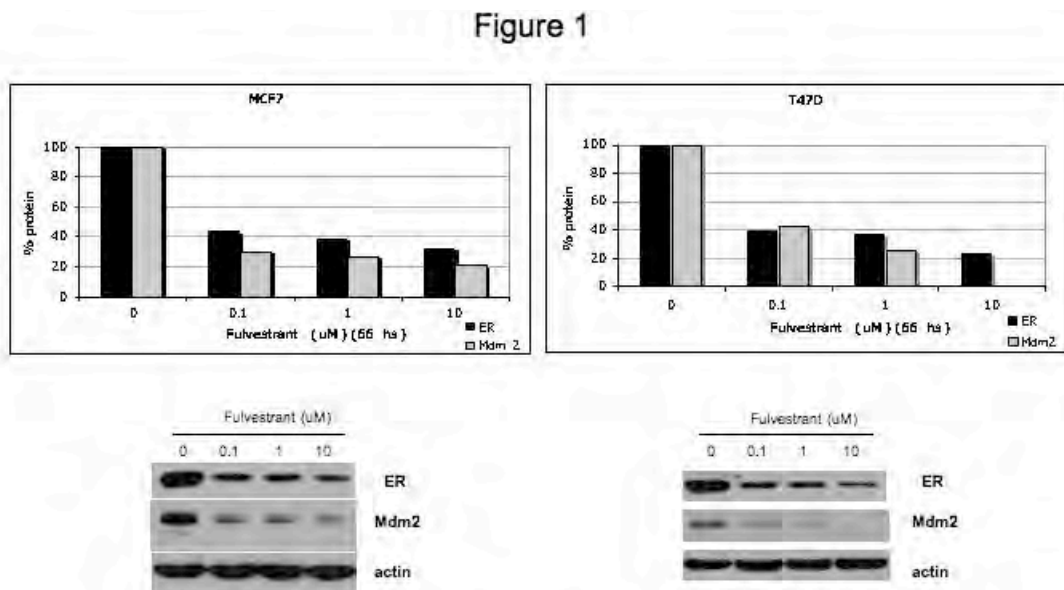 Figure 1
MCF7
100
80
60
40
20
0
% protein
0 0.1 1 10
Fulvestrant (uM) (66 hs)
ER
Mdm 2
T47D
100
80
60
40
20
0
% protein
0 0.1 1 10
Fulvestrant (uM) (66 hs)
ER
Mdm 2
Fulvestrant (uM)
0 0.1 1 10
ER
Mdm2
actin
Fulvestrant (uM)
0 0.1 1 10
ER
Mdm2
actin